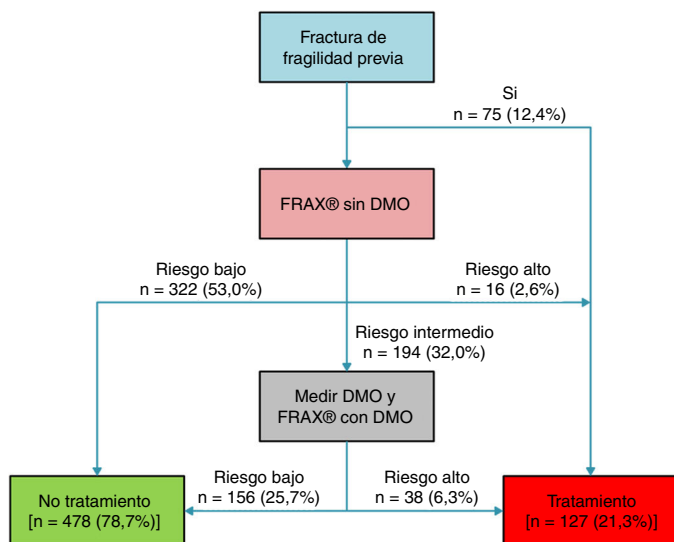 Fractura de
fragilidad previa
Si
n = 75 (12,4%)
FRAX® sin DMO
Riesgo bajo
n = 322 (53,0%)
Riesgo alto
n = 16 (2,6%)
Riesgo intermedio
n = 194 (32,0%)
Medir DMO y
FRAX® con DMO
Riesgo bajo
n = 156 (25,7%)
Riesgo alto
n = 38 (6,3%)
No tratamiento
[n = 478 (78,7%)]
Tratamiento
[n = 127 (21,3%)]